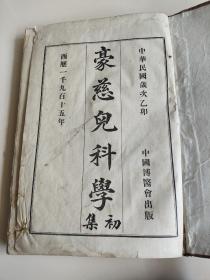 中華民國歲次乙卯
豪慈兒科學
初集
西曆一千九百十五年
中國博醫會出版